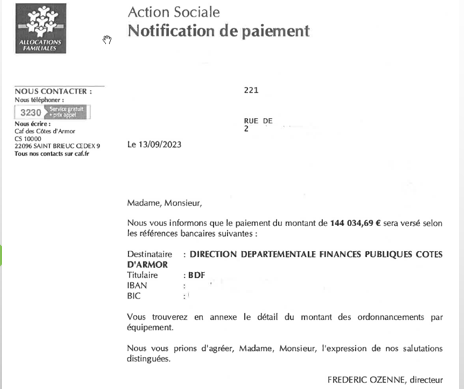 Action Sociale
Notification de paiement
ALLOCATIONS
FAMILIALES
NOUS CONTACTER :
Nous téléphoner :
3230 Service gratuit
+ prix appel
Nous écrire :
Caf des Côtes d'Armor
CS 10000
22096 SAINT BRIEUC CEDEX 9
Tous nos contacts sur caf.fr
221
RUE DE
2
Le 13/09/2023
Madame, Monsieur,
Nous vous informons que le paiement du montant de 144 034,69 € sera versé selon
les références bancaires suivantes :
Destinataire : DIRECTION DEPARTEMENTALE FINANCES PUBLIQUES COTES
D'ARMOR
Titulaire : BDF
IBAN :
BIC :
Vous trouverez en annexe le détail du montant des ordonnancements par
équipement.
Nous vous prions d'agréer, Madame, Monsieur, l'expression de nos salutations
distinguées.
FREDERIC OZENNE, directeur